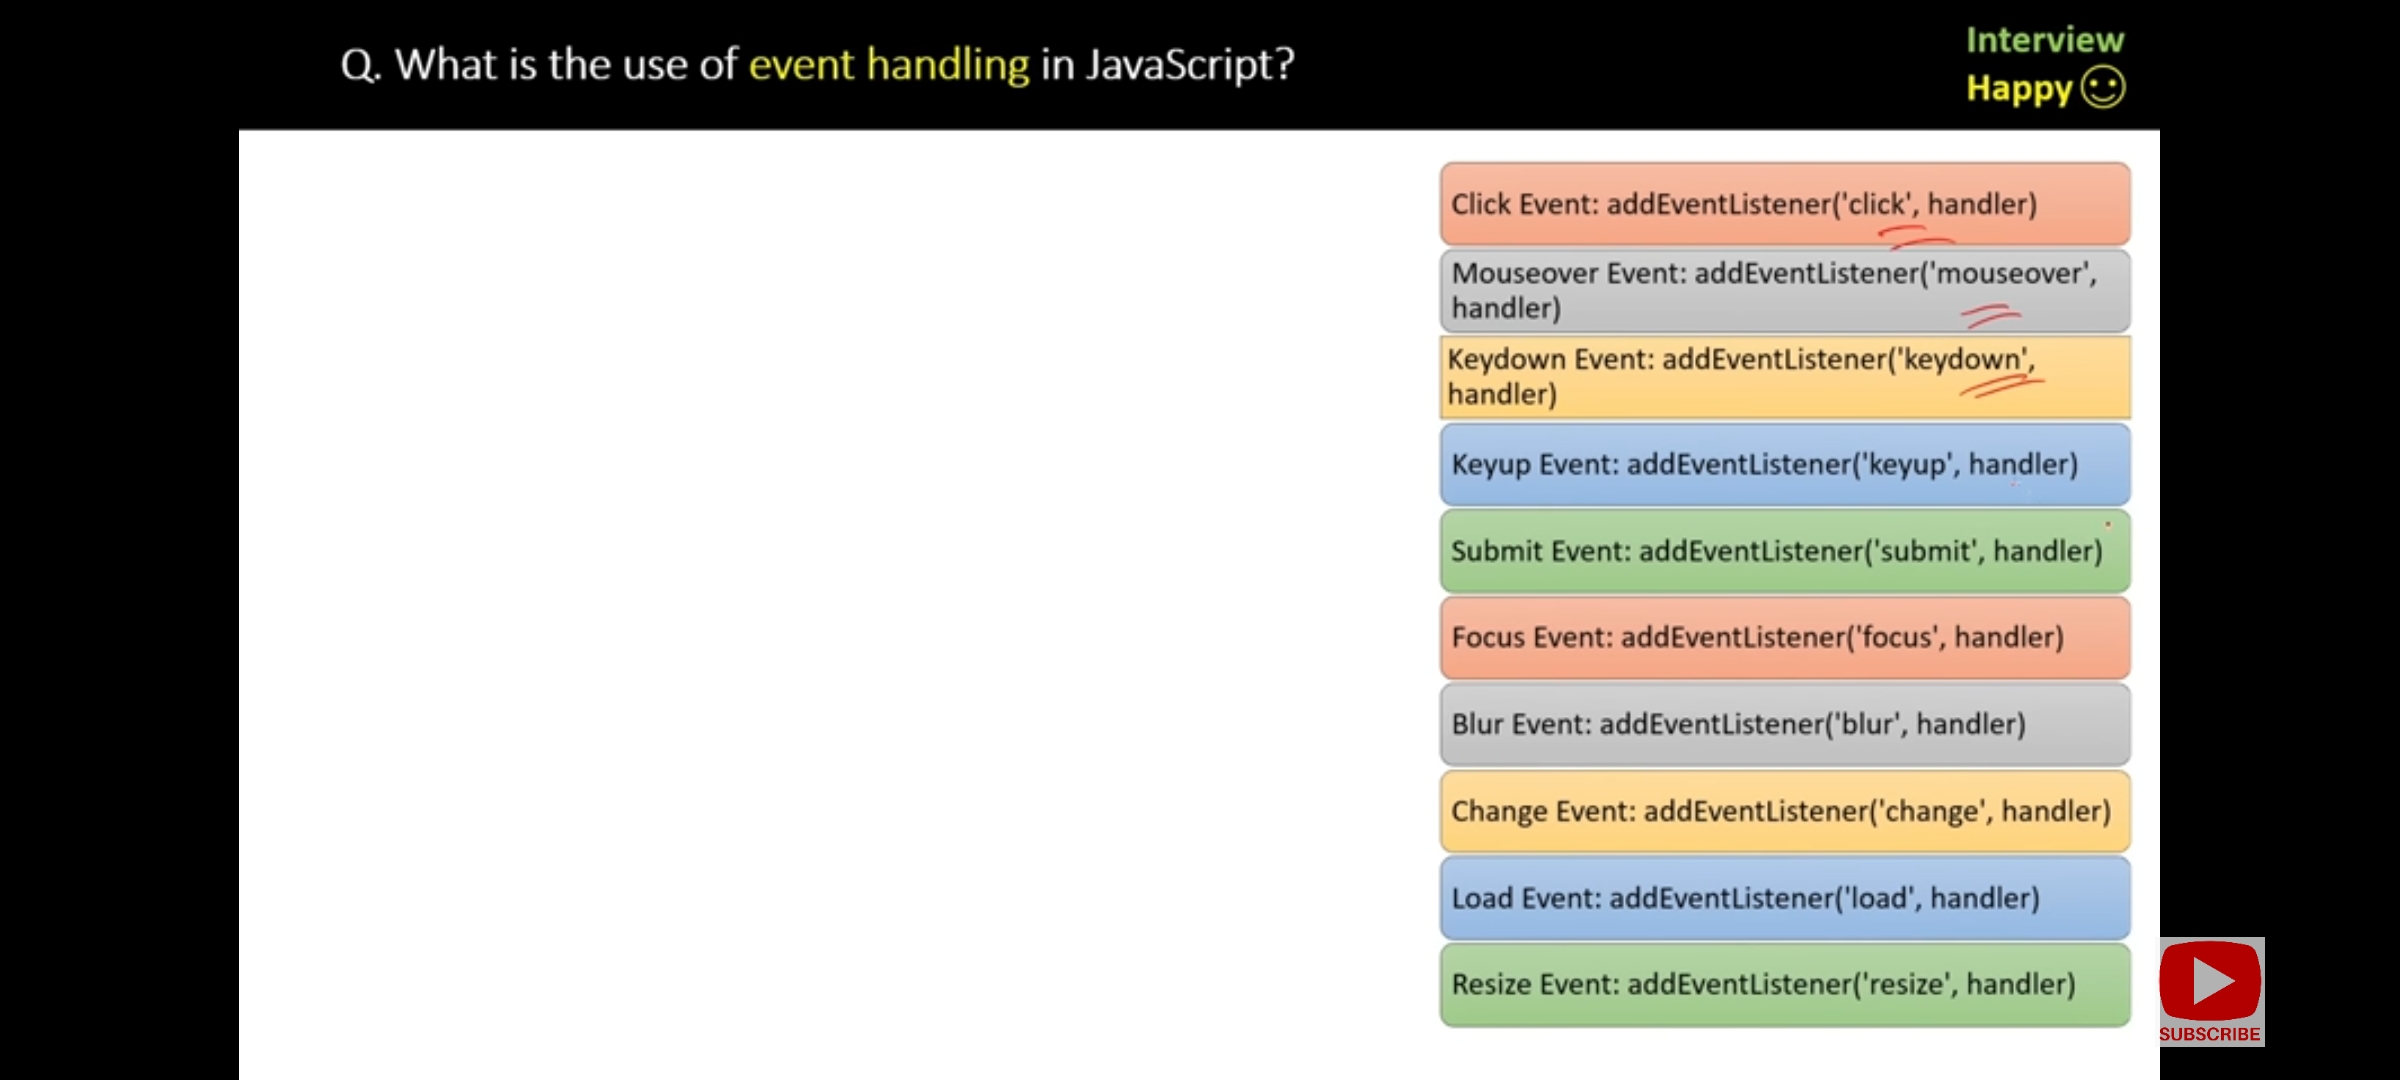 Q. What is the use of event handling in JavaScript?
Interview
Happy
Click Event: addEventListener('click', handler)
Mouseover Event: addEventListener('mouseover',
handler)
Keydown Event: addEventListener('keydown',
handler)
Keyup Event: addEventListener('keyup', handler)
Submit Event: addEventListener('submit', handler)
Focus Event: addEventListener('focus', handler)
Blur Event: addEventListener('blur', handler)
Change Event: addEventListener('change', handler)
Load Event: addEventListener('load', handler)
Resize Event: addEventListener('resize', handler)
SUBSCRIBE